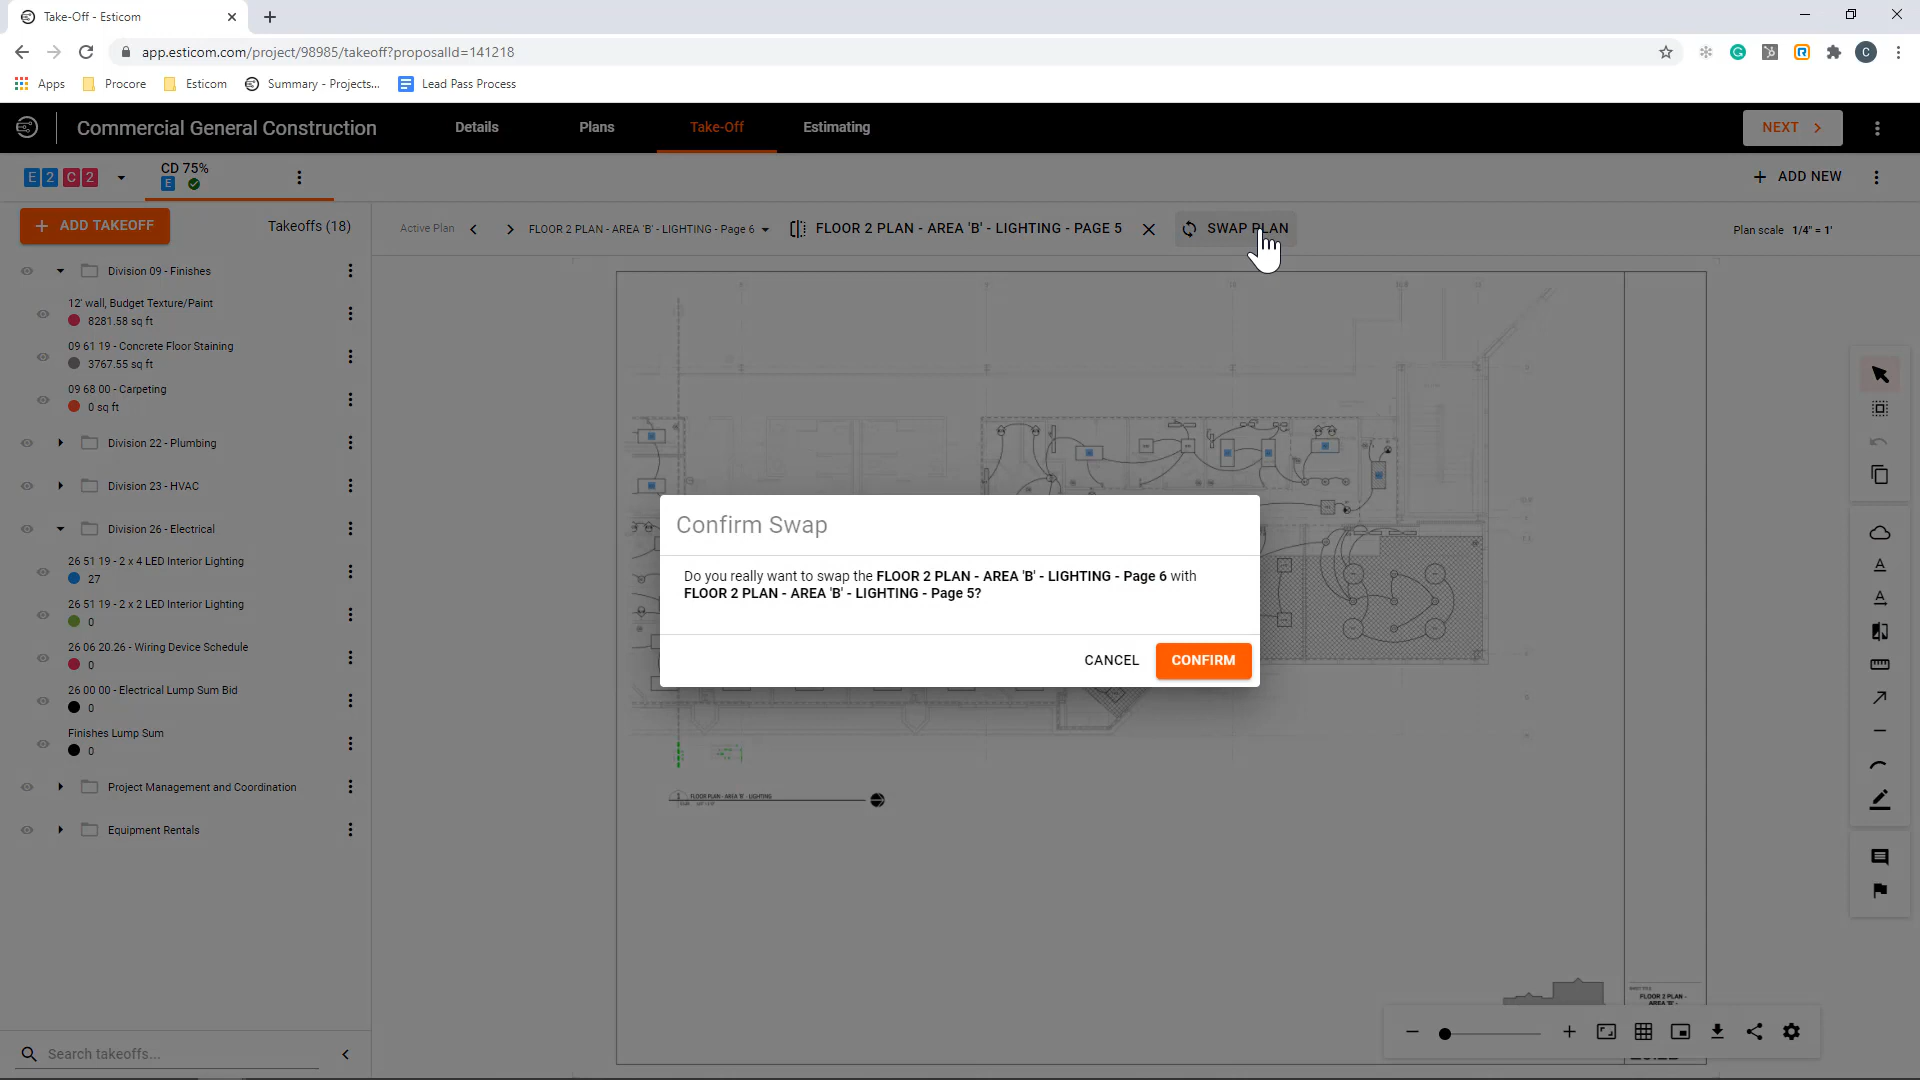 Take-Off - Esticom
app.esticom.com/project/98985/takeoff?proposalId=141218
C
Apps
Procore
Esticom
Summary - Projects...
Lead Pass Process
Commercial General Construction
Details
Plans
Take-Off
Estimating
NEXT
E 2 C 2
CD 75%
E
ADD NEW
ADD TAKEOFF
Takeoffs (18)
Active Plan
FLOOR 2 PLAN - AREA 'B' - LIGHTING - Page 6
FLOOR 2 PLAN - AREA 'B' - LIGHTING - PAGE 5
SWAP PLAN
Plan scale 1/4" = 1'
Division 09 - Finishes
12' wall, Budget Texture/Paint
8281.58 sq ft
09 61 19 - Concrete Floor Staining
3767.55 sq ft
09 68 00 - Carpeting
0 sq ft
Division 22 - Plumbing
Division 23 - HVAC
Division 26 - Electrical
26 51 19 - 2 x 4 LED Interior Lighting
27
26 51 19 - 2 x 2 LED Interior Lighting
0
26 06 20.26 - Wiring Device Schedule
0
26 00 00 - Electrical Lump Sum Bid
0
Finishes Lump Sum
0
Project Management and Coordination
Equipment Rentals
Search takeoffs...
Confirm Swap
Do you really want to swap the FLOOR 2 PLAN - AREA 'B' - LIGHTING - Page 6 with
FLOOR 2 PLAN - AREA 'B' - LIGHTING - Page 5?
CANCEL
CONFIRM
FLOOR PLAN - AREA 'B' - LIGHTING
FLOOR 2 PLAN -
AREA 'B' -